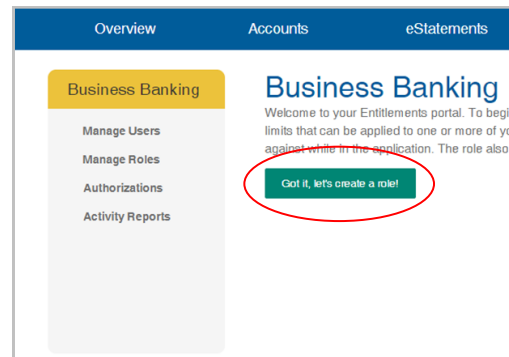 Overview Accounts eStatements
Business Banking
Manage Users
Manage Roles
Authorizations
Activity Reports
Business Banking
Welcome to your Entitlements portal. To begi
limits that can be applied to one or more of yo
against while in the application. The role also
Got it, let's create a role!